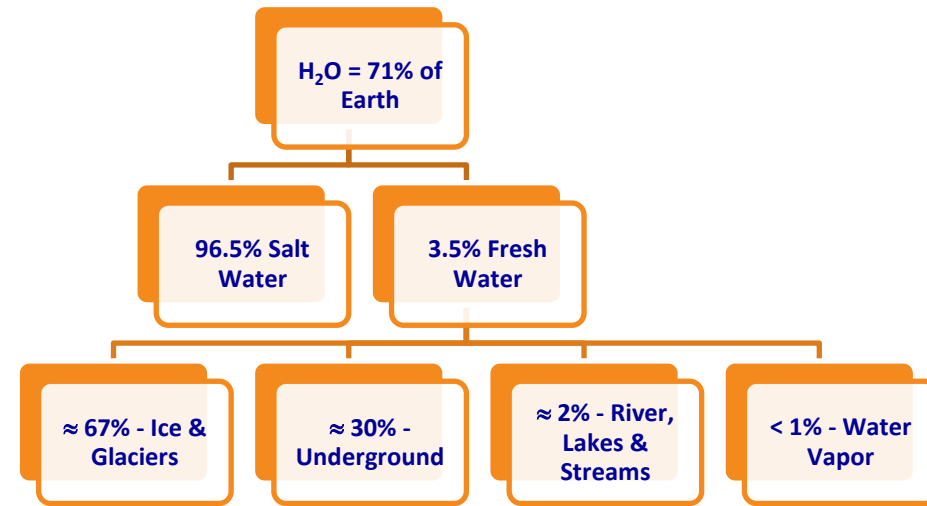 H₂O = 71% of
Earth
96.5% Salt
Water
3.5% Fresh
Water
≈ 67% - Ice &
Glaciers
≈ 30% -
Underground
≈ 2% - River,
Lakes &
Streams
< 1% - Water
Vapor